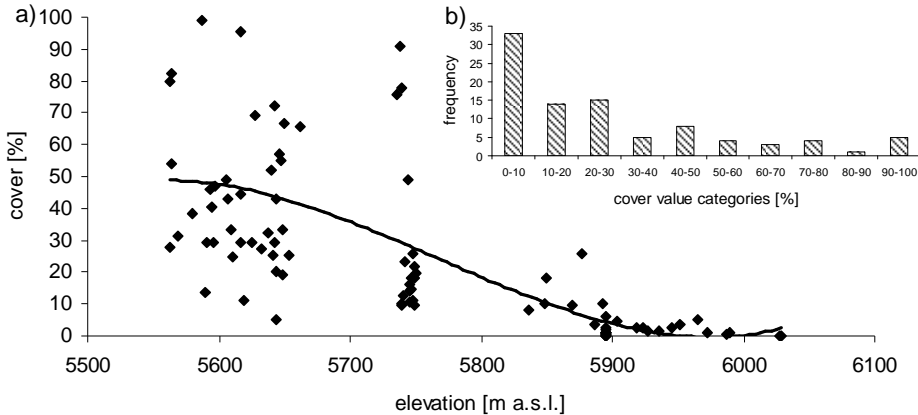 a)
100
90
80
70
60
50
40
30
20
10
0
cover [%]
5500 5600 5700 5800 5900 6000 6100
elevation [m a.s.l.]
b)
35
30
25
20
15
10
5
0
frequency
0-10 10-20 20-30 30-40 40-50 50-60 60-70 70-80 80-90 90-100
cover value categories [%]